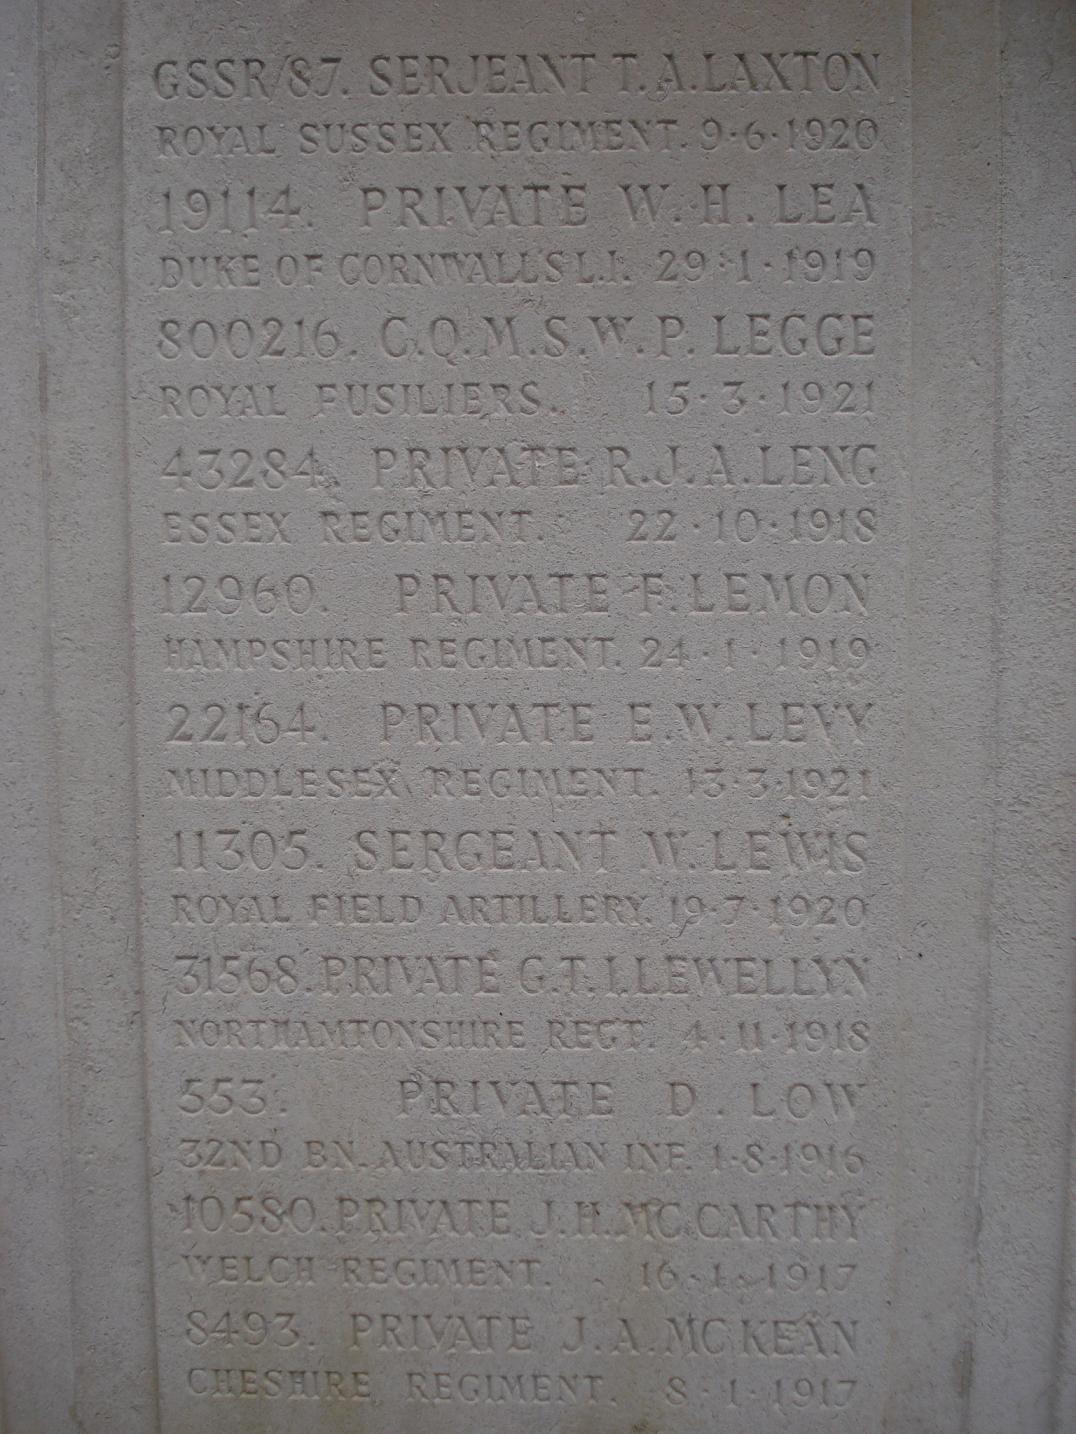 GSSR/87. SERJEANT T.A.LAXTON
ROYAL SUSSEX REGIMENT. 9·6·1920
19114. PRIVATE W.H.LEA
DUKE OF CORNWALL'S L.I. 29·1·1919
800216. C.Q.M.S.W.P.LEGGE
ROYAL FUSILIERS. 15·3·1921
43284. PRIVATE R.J.A.LENG
ESSEX REGIMENT. 22·10·1918
12960. PRIVATE F.LEMON
HAMPSHIRE REGIMENT. 24·1·1919
22164. PRIVATE E.W.LEVY
MIDDLESEX REGIMENT. 13·3·1921
11305. SERGEANT W.LEWIS
ROYAL FIELD ARTILLERY. 19·7·1920
31568. PRIVATE G.T.LLEWELLYN
NORTHAMTONSHIRE REGT. 4·11·1918
553. PRIVATE D.LOW
32ND BN. AUSTRALIAN INF. 1·8·1916
10580. PRIVATE J.H.MC.CARTHY
WELCH REGIMENT. 16·1·1917
8493. PRIVATE J.A.MCKEAN
CHESHIRE REGIMENT. 8·1·1917